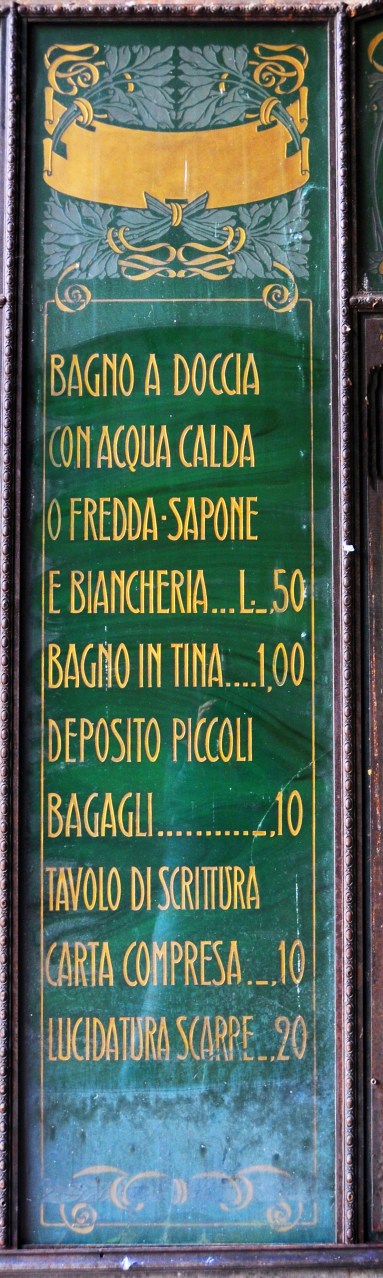 BAGNO A DOCCIA
CON ACQUA CALDA
O FREDDA·SAPONE
E BIANCHERIA...L._,50
BAGNO IN TINA....1,00
DEPOSITO PICCOLI
BAGAGLI............_,10
TAVOLO DI SCRITTURA
CARTA COMPRESA._,10
LUCIDATURA SCARPE_,20